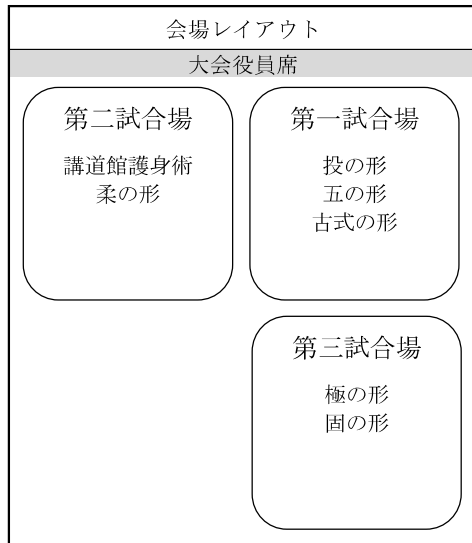 会場レイアウト
大会役員席
第二試合場
講道館護身術
柔の形
第一試合場
投の形
五の形
古式の形
第三試合場
極の形
固の形